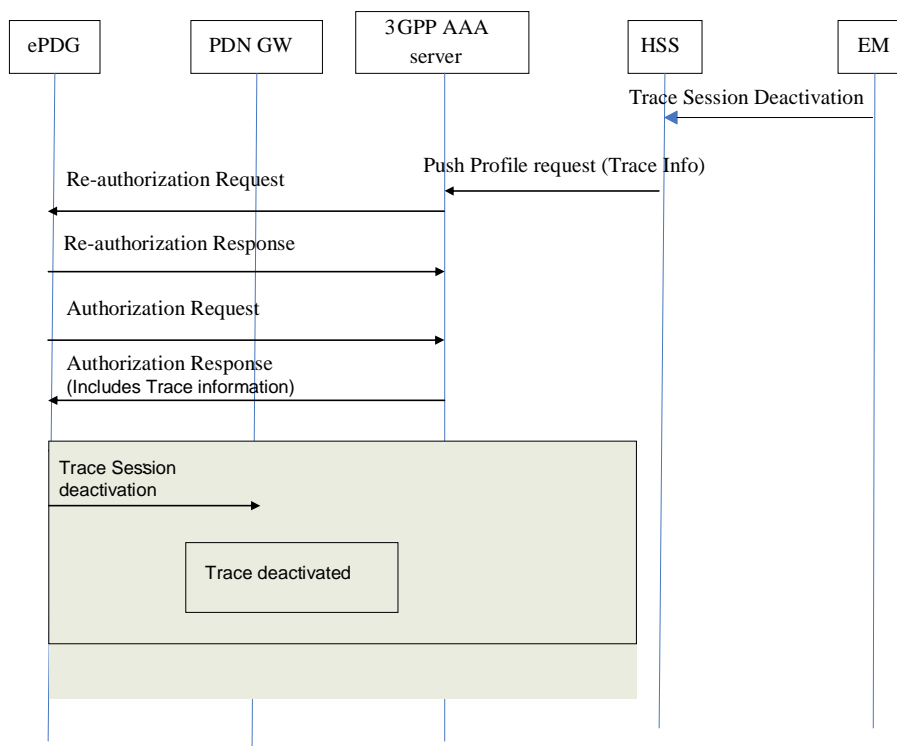 ePDG
PDN GW
3GPP AAA
server
HSS
EM
Trace Session Deactivation
Push Profile request (Trace Info)
Re-authorization Request
Re-authorization Response
Authorization Request
Authorization Response
(Includes Trace information)
Trace Session
deactivation
Trace deactivated